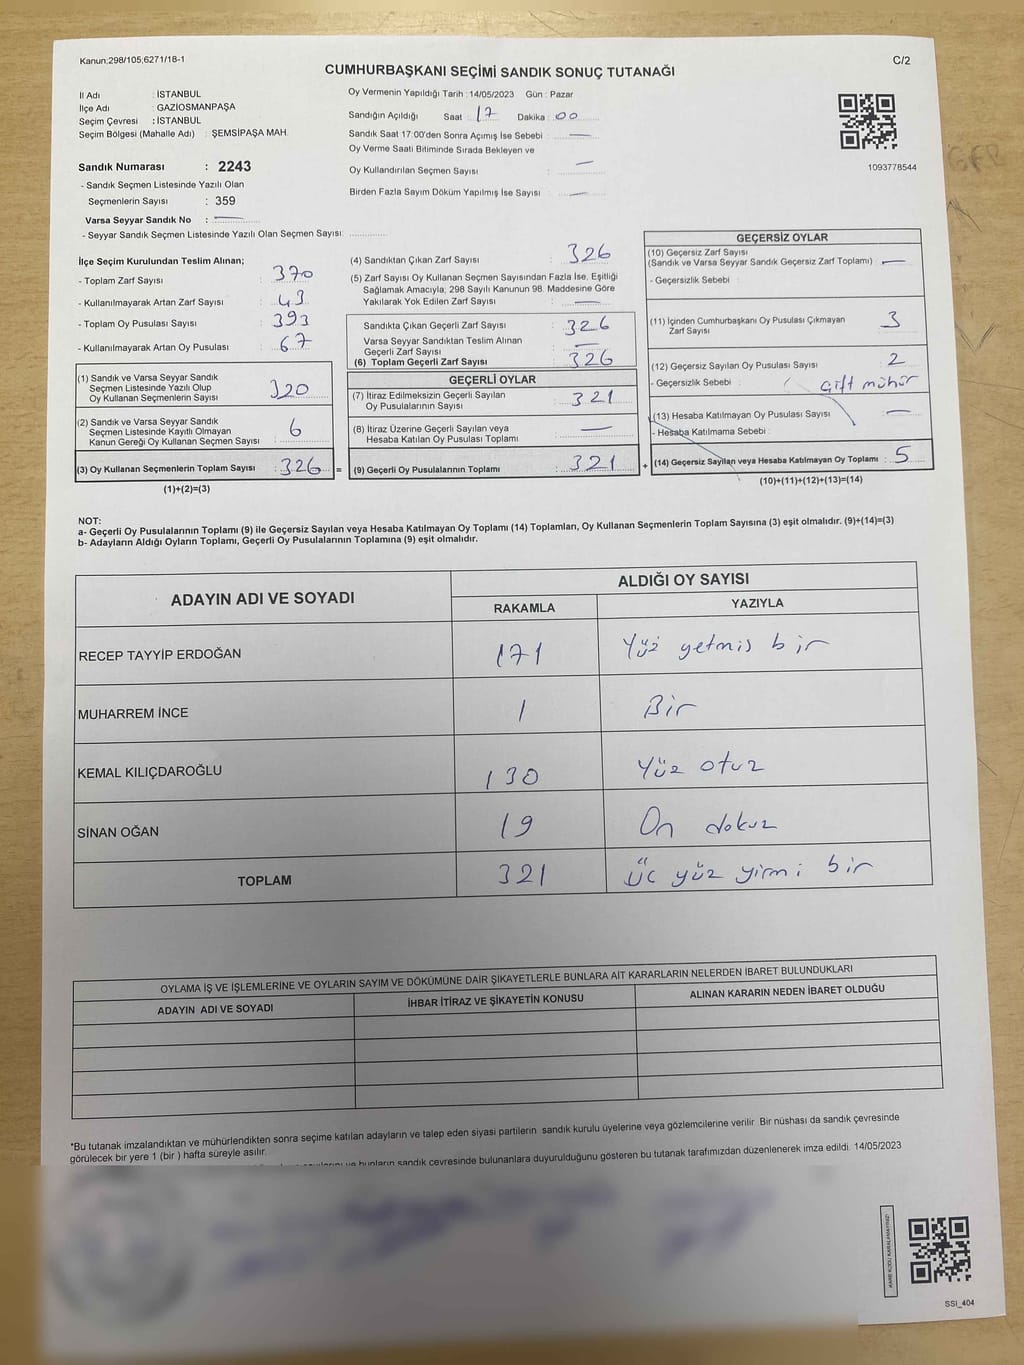 Kanun;298/105,6271/18-1
C/2
CUMHURBAŞKANI SEÇİMİ SANDIK SONUÇ TUTANAĞI
İl Adı : İSTANBUL
İlçe Adı : GAZİOSMANPAŞA
Seçim Çevresi : İSTANBUL
Seçim Bölgesi (Mahalle Adı) : ŞEMSİPAŞA MAH.
Sandık Numarası : 2243
- Sandık Seçmen Listesinde Yazılı Olan
Seçmenlerin Sayısı : 359
Varsa Seyyar Sandık No : —
- Seyyar Sandık Seçmen Listesinde Yazılı Olan Seçmen Sayısı:
Oy Vermenin Yapıldığı Tarih : 14/05/2023 Gün : Pazar
Sandığın Açıldığı Saat : 17 Dakika : 00
Sandık Saat 17:00'den Sonra Açımış İse Sebebi : —
Oy Verme Saati Bitiminde Sırada Bekleyen ve
Oy Kullandırılan Seçmen Sayısı : —
Birden Fazla Sayım Döküm Yapılmış İse Sayısı : —
1093778544
İlçe Seçim Kurulundan Teslim Alınan;
- Toplam Zarf Sayısı : 370
- Kullanılmayarak Artan Zarf Sayısı : 43
- Toplam Oy Pusulası Sayısı : 393
- Kullanılmayarak Artan Oy Pusulası : 67
(1) Sandık ve Varsa Seyyar Sandık
Seçmen Listesinde Yazılı Olup
Oy Kullanan Seçmenlerin Sayısı : 320
(2) Sandık ve Varsa Seyyar Sandık
Seçmen Listesinde Kayıtlı Olmayan
Kanun Gereği Oy Kullanan Seçmen Sayısı : 6
(3) Oy Kullanan Seçmenlerin Toplam Sayısı : 326 =
(1)+(2)=(3)
(4) Sandıktan Çıkan Zarf Sayısı : 326
(5) Zarf Sayısı Oy Kullanan Seçmen Sayısından Fazla İse, Eşitliği
Sağlamak Amacıyla; 298 Sayılı Kanunun 98. Maddesine Göre
Yakılarak Yok Edilen Zarf Sayısı : —
Sandıkta Çıkan Geçerli Zarf Sayısı : 326
Varsa Seyyar Sandıktan Teslim Alınan
Geçerli Zarf Sayısı : —
(6) Toplam Geçerli Zarf Sayısı : 326
GEÇERLİ OYLAR
(7) İtiraz Edilmeksizin Geçerli Sayılan
Oy Pusulalarının Sayısı : 321
(8) İtiraz Üzerine Geçerli Sayılan veya
Hesaba Katılan Oy Pusulası Toplamı : —
(9) Geçerli Oy Pusulalarının Toplamı : 321 +
GEÇERSİZ OYLAR
(10) Geçersiz Zarf Sayısı
(Sandık ve Varsa Seyyar Sandık Geçersiz Zarf Toplamı) : —
- Geçersizlik Sebebi :
(11) İçinden Cumhurbaşkanı Oy Pusulası Çıkmayan
Zarf Sayısı 3
(12) Geçersiz Sayılan Oy Pusulası Sayısı : 2
- Geçersizlik Sebebi : Çift mühür
(13) Hesaba Katılmayan Oy Pusulası Sayısı : —
- Hesaba Katılmama Sebebi :
(14) Geçersiz Sayılan veya Hesaba Katılmayan Oy Toplamı : 5
(10)+(11)+(12)+(13)=(14)
NOT:
a- Geçerli Oy Pusulalarının Toplamı (9) ile Geçersiz Sayılan veya Hesaba Katılmayan Oy Toplamı (14) Toplamları, Oy Kullanan Seçmenlerin Toplam Sayısına (3) eşit olmalıdır. (9)+(14)=(3)
b- Adayların Aldığı Oyların Toplamı, Geçerli Oy Pusulalarının Toplamına (9) eşit olmalıdır.
ADAYIN ADI VE SOYADI
ALDIĞI OY SAYISI
RAKAMLA YAZIYLA
RECEP TAYYİP ERDOĞAN 171 Yüz yetmis bir
MUHARREM İNCE 1 Bir
KEMAL KILIÇDAROĞLU 130 Yüz otuz
SİNAN OĞAN 19 On dokuz
TOPLAM 321 üç yüz yirmi bir
OYLAMA İŞ VE İŞLEMLERİNE VE OYLARIN SAYIM VE DÖKÜMÜNE DAİR ŞİKAYETLERLE BUNLARA AİT KARARLARIN NELERDEN İBARET BULUNDUKLARI
ADAYIN ADI VE SOYADI İHBAR İTİRAZ VE ŞİKAYETİN KONUSU ALINAN KARARIN NEDEN İBARET OLDUĞU
*Bu tutanak imzalandıktan ve mühürlendikten sonra seçime katılan adayların ve talep eden siyasi partilerin sandık kurulu üyelerine veya gözlemcilerine verilir. Bir nüshası da sandık çevresinde
görülecek bir yere 1 (bir ) hafta süreyle asılır.
bunların sandık çevresinde bulunanlara duyurulduğunu gösteren bu tutanak tarafımızdan düzenlenerek imza edildi. 14/05/2023
KARE KODU KARALAMAYINIZ!
SSI_404